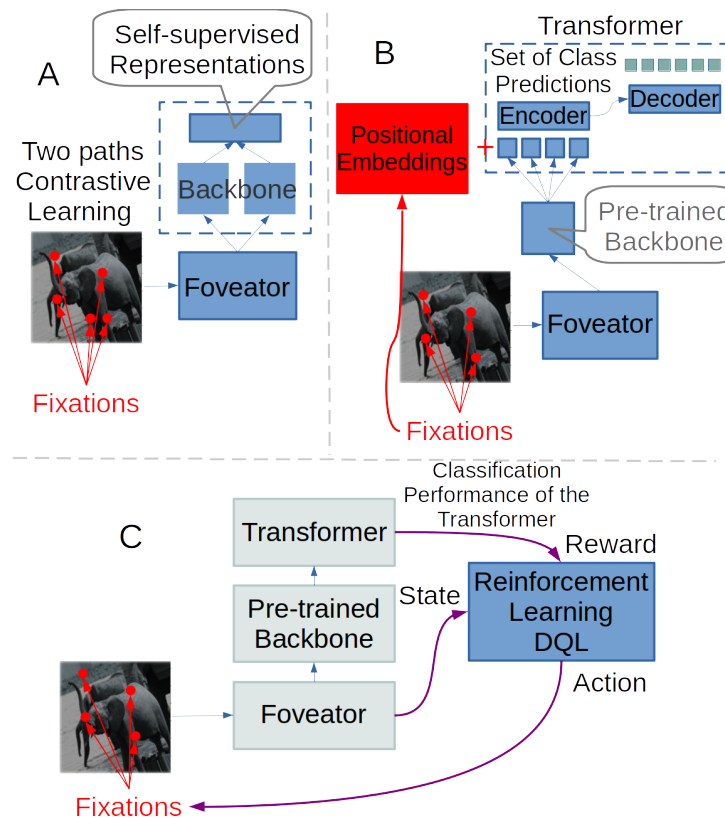 A
Self-supervised
Representations
Two paths
Contrastive
Learning
Backbone
Foveator
Fixations
B
Transformer
Set of Class
Predictions
Encoder
Decoder
Positional
Embeddings
+
Pre-trained
Backbone
Foveator
Fixations
C
Classification
Performance of the
Transformer
Transformer
Reward
Pre-trained
Backbone
State
Reinforcement
Learning
DQL
Foveator
Action
Fixations